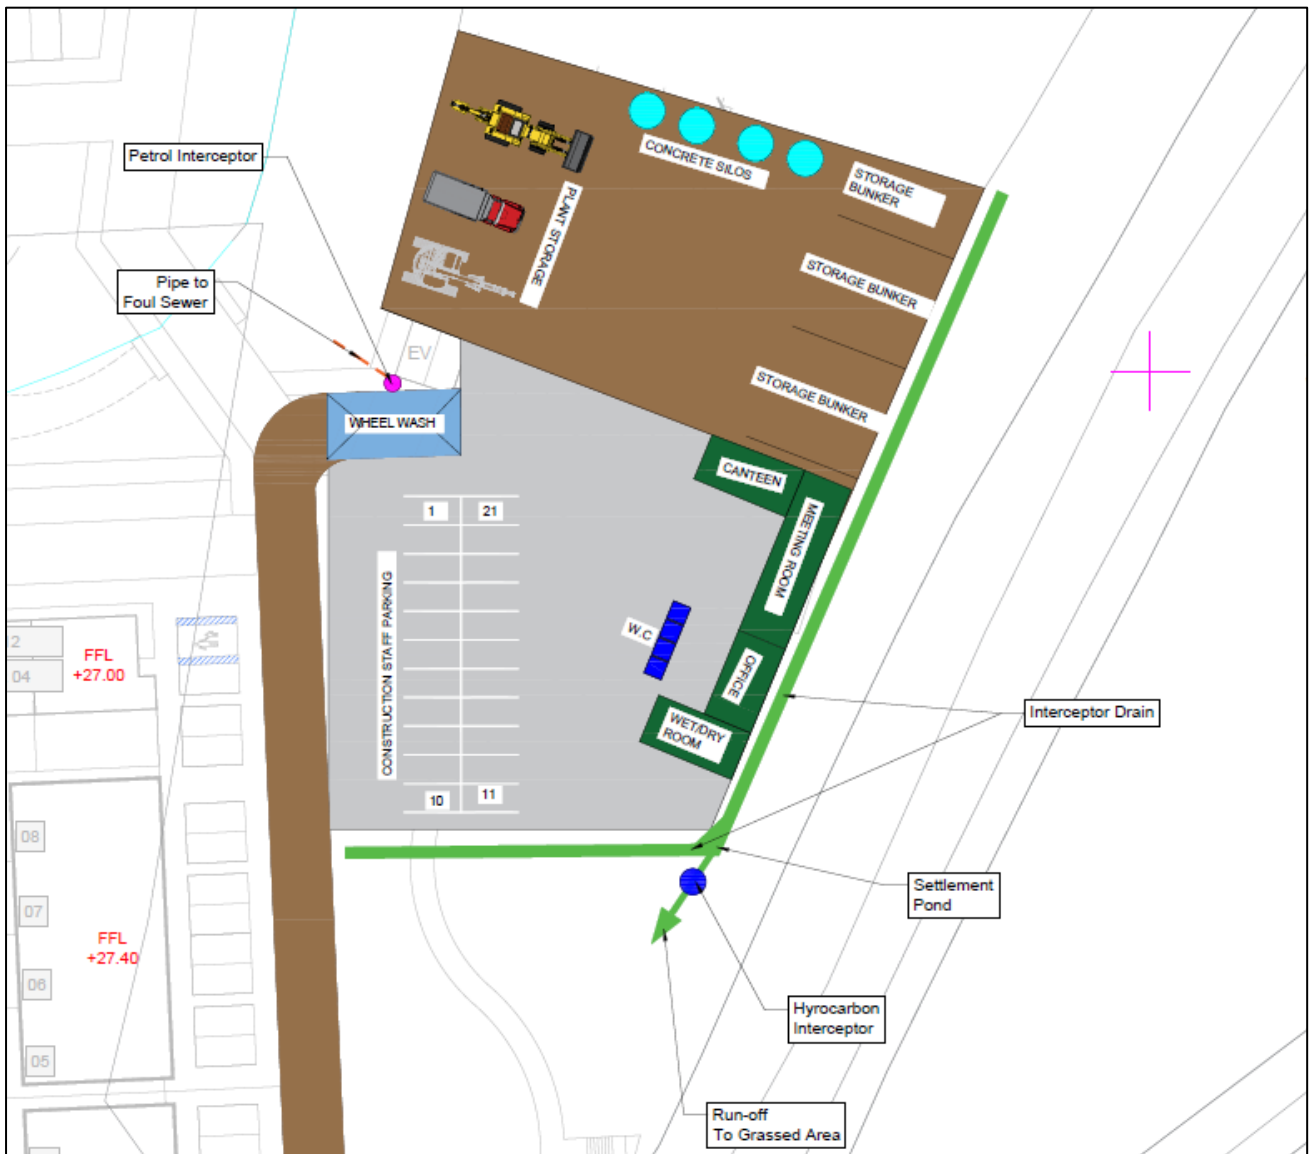 Petrol Interceptor
Pipe to
Foul Sewer
CONCRETE SILOS
STORAGE
BUNKER
PLANT STORAGE
STORAGE BUNKER
STORAGE BUNKER
EV
WHEEL WASH
CANTEEN
MEETING ROOM
1
21
CONSTRUCTION STAFF PARKING
W.C
OFFICE
WET/DRY
ROOM
10
11
2
04
FFL
+27.00
Interceptor Drain
08
07
06
05
FFL
+27.40
Settlement
Pond
Hyrocarbon
Interceptor
Run-off
To Grassed Area